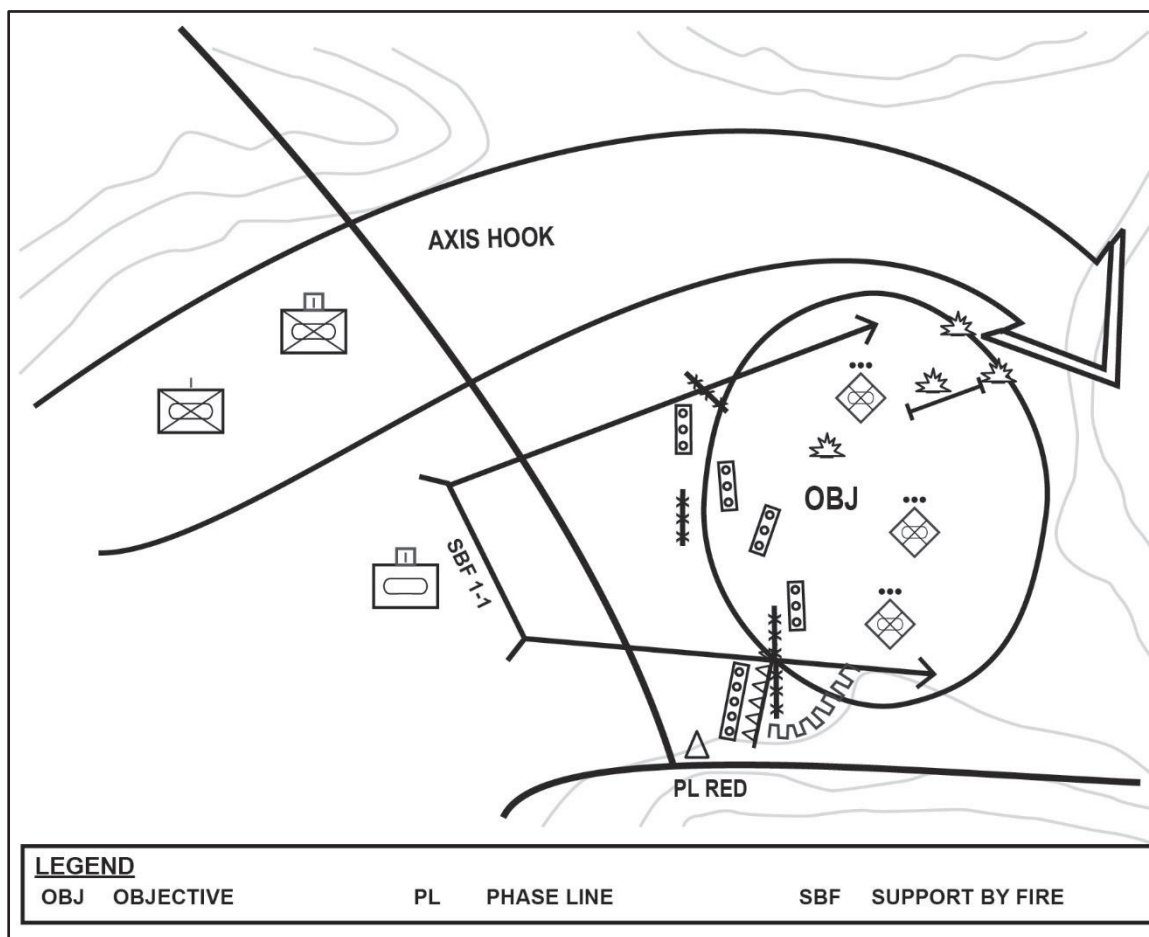 AXIS HOOK
OBJ
SBF 1-1
PL RED
LEGEND
OBJ OBJECTIVE PL PHASE LINE SBF SUPPORT BY FIRE